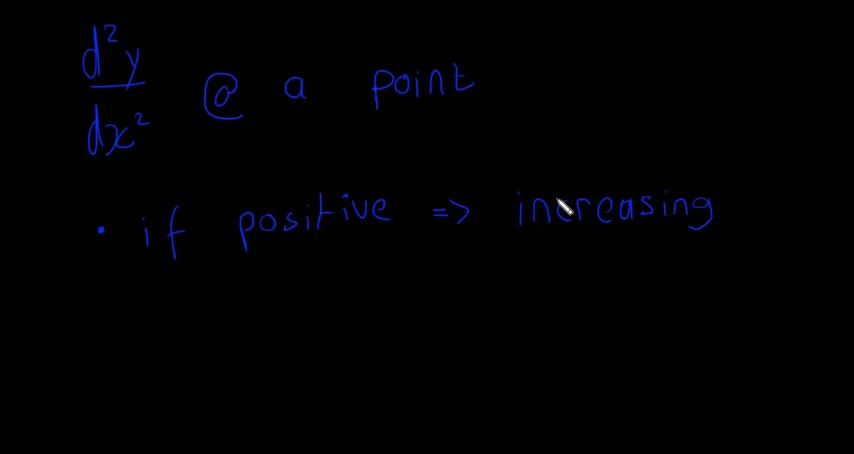 d²y/dx² @ a point
• if positive => increasing